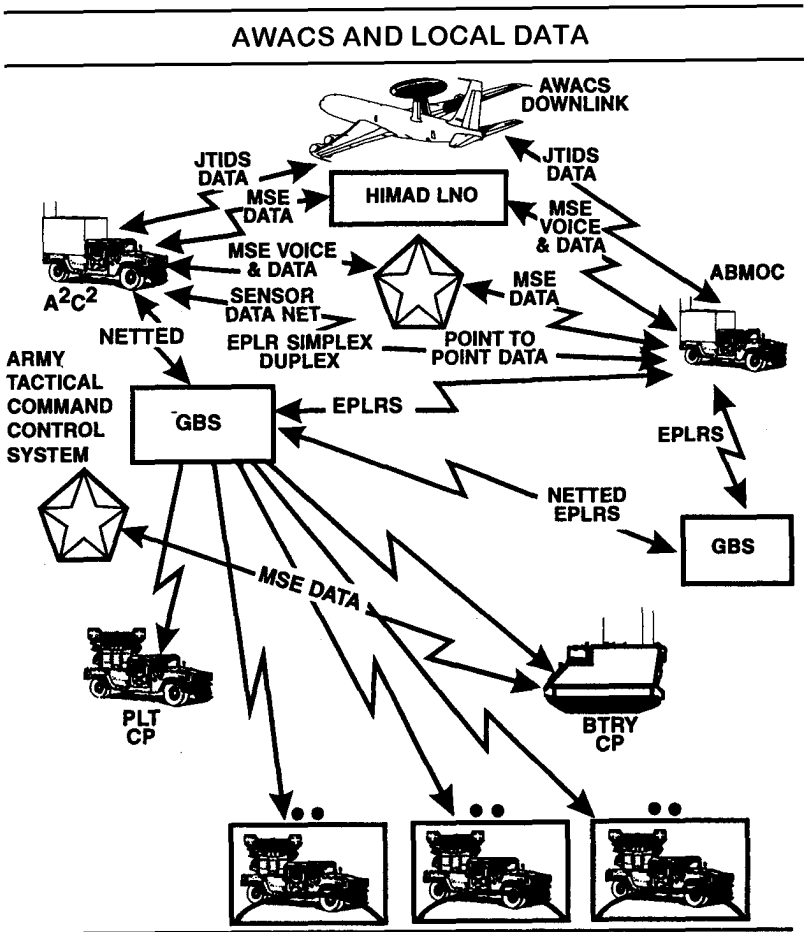 AWACS AND LOCAL DATA
AWACS
DOWNLINK
JTIDS
DATA
JTIDS
DATA
MSE
DATA
HIMAD LNO
MSE
VOICE
& DATA
MSE VOICE
& DATA
A²C²
SENSOR
DATA NET
MSE
DATA
ABMOC
NETTED
EPLR SIMPLEX
DUPLEX
POINT TO
POINT DATA
ARMY
TACTICAL
COMMAND
CONTROL
SYSTEM
GBS
EPLRS
EPLRS
NETTED
EPLRS
GBS
MSE DATA
PLT
CP
BTRY
CP